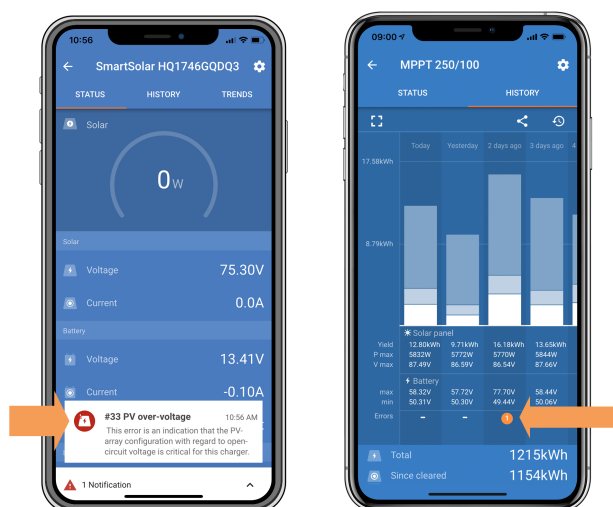 10:56
SmartSolar HQ1746GQDQ3
STATUS HISTORY TRENDS
Solar
0W
Solar
Voltage 75.30V
Current 0.0A
Battery
Voltage 13.41V
Current -0.10A
#33 PV over-voltage 10:56 AM
This error is an indication that the PV-
array configuration with regard to open-
circuit voltage is critical for this charger.
1 Notification
09:00
MPPT 250/100
STATUS HISTORY
Today Yesterday 2 days ago 3 days ago 4
17.58kWh
8.79kWh
Solar panel
Yield 12.80kWh 9.71kWh 16.18kWh 13.65kWh
P max 5832W 5772W 5770W 5844W
V max 87.49V 86.59V 86.54V 87.66V
Battery
max 58.32V 57.72V 77.70V 58.44V
min 50.31V 50.30V 49.44V 50.06V
Errors - - 1
Total 1215kWh
Since cleared 1154kWh